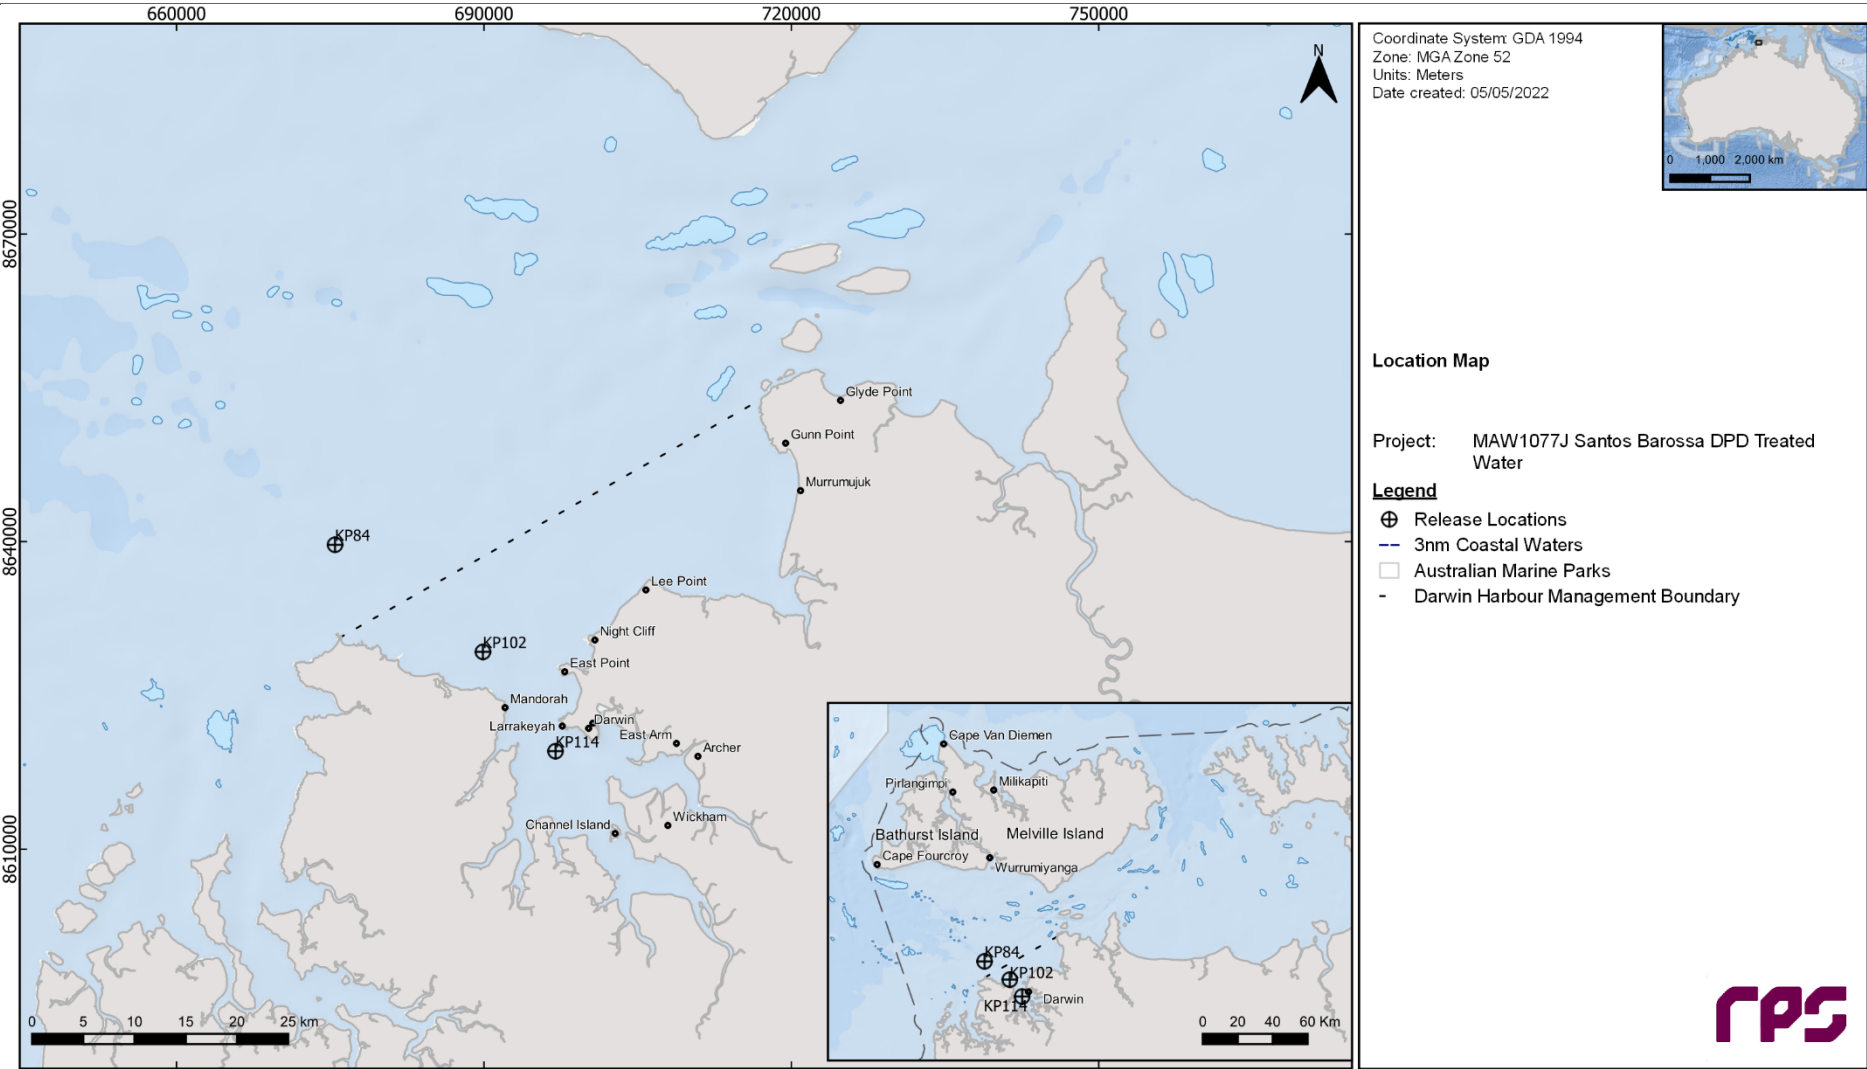 660000
690000
720000
750000
8670000
8640000
8610000
N
Glyde Point
Gunn Point
Murrumujuk
KP84
Lee Point
Night Cliff
KP102
East Point
Mandorah
Larrakeyah
Darwin
East Arm
KP114
Archer
Wickham
Channel Island
0 5 10 15 20 25 km
Cape Van Diemen
Pirlangimpi
Milikapiti
Bathurst Island
Melville Island
Cape Fourcroy
Wurrumiyanga
KP84
KP102
KP114
Darwin
0 20 40 60 Km
Coordinate System: GDA 1994
Zone: MGA Zone 52
Units: Meters
Date created: 05/05/2022
0 1,000 2,000 km
Location Map
Project: MAW1077J Santos Barossa DPD Treated
Water
Legend
Release Locations
3nm Coastal Waters
Australian Marine Parks
Darwin Harbour Management Boundary
rps